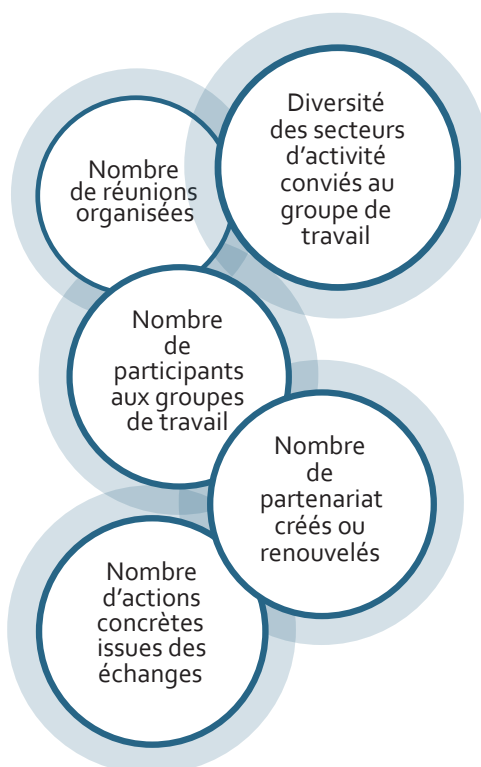 Nombre
de réunions
organisées
Diversité
des secteurs
d'activité
conviés au
groupe de
travail
Nombre
de
participants
aux groupes
de travail
Nombre
de
partenariat
créés ou
renouvelés
Nombre
d'actions
concrètes
issues des
échanges